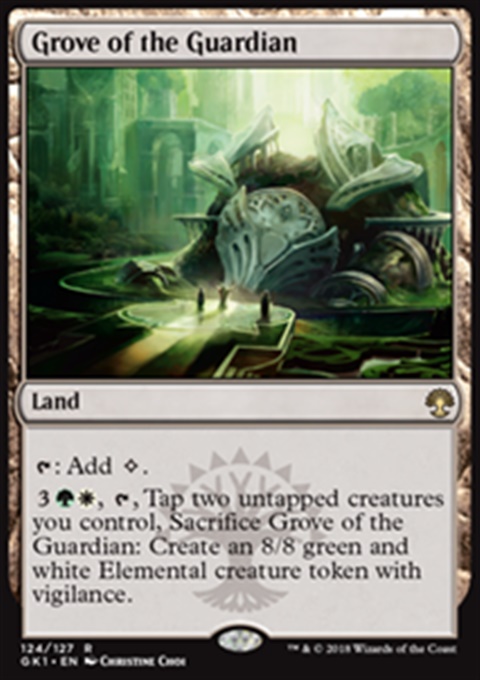 Grove of the Guardian
Land
: Add .
3, , Tap two untapped creatures
you control, Sacrifice Grove of the
Guardian: Create an 8/8 green and
white Elemental creature token with
vigilance.
124/127 R
GK1 • EN Christine Choi
™ & © 2018 Wizards of the Coast